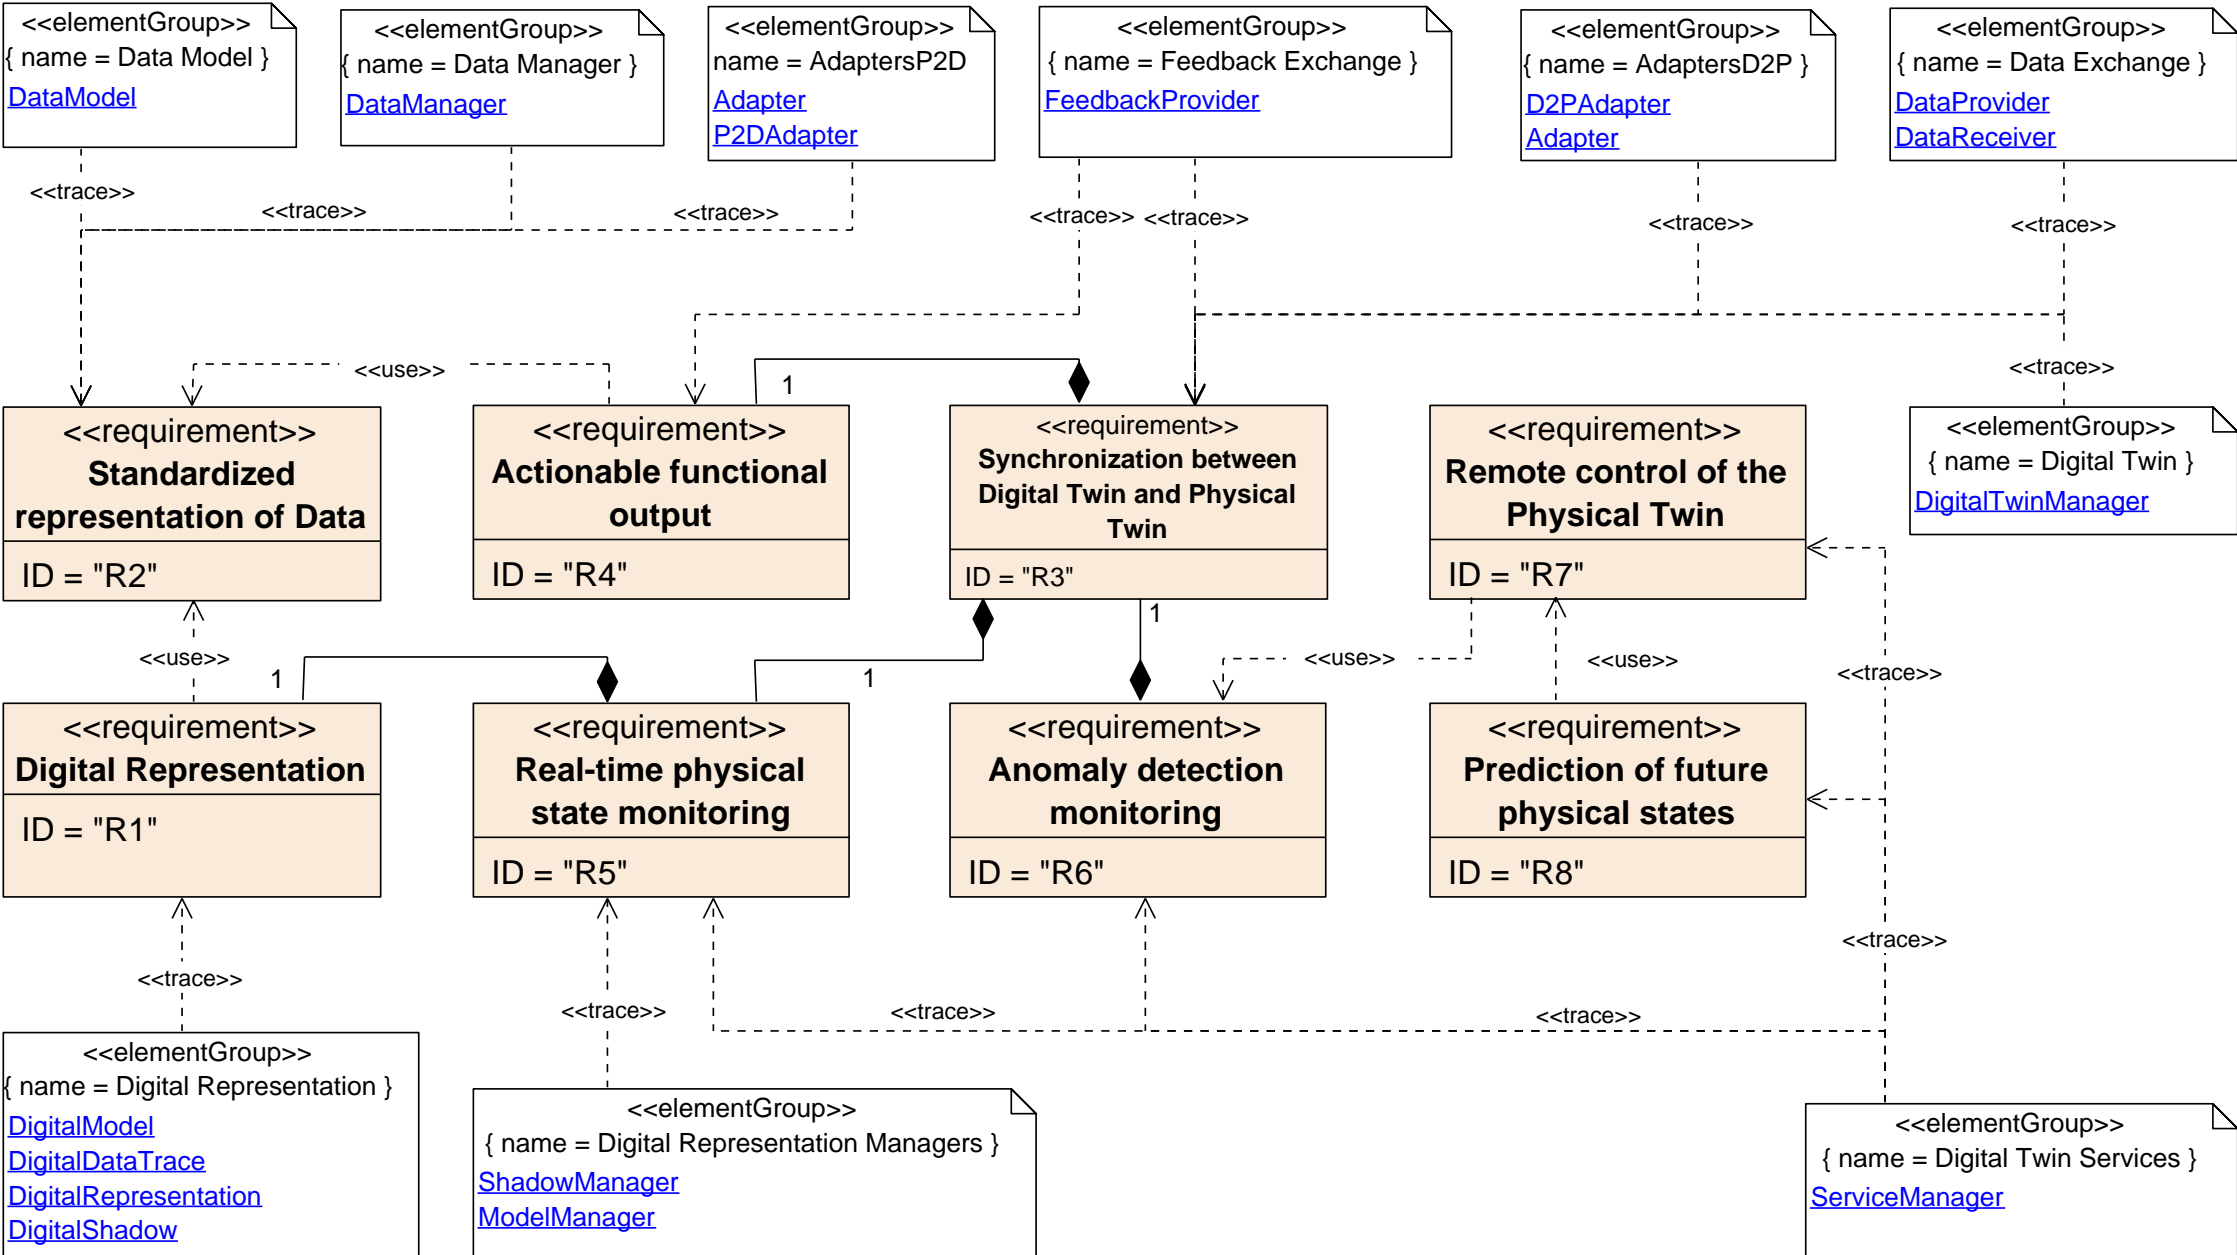 <<elementGroup>>
{ name = Data Model }
DataModel
<<elementGroup>>
{ name = Data Manager }
DataManager
<<elementGroup>>
name = AdaptersP2D
Adapter
P2DAdapter
<<elementGroup>>
{ name = Feedback Exchange }
FeedbackProvider
<<elementGroup>>
{ name = AdaptersD2P }
D2PAdapter
Adapter
<<elementGroup>>
{ name = Data Exchange }
DataProvider
DataReceiver
<<trace>>
<<trace>>
<<trace>>
<<trace>>
<<trace>>
<<trace>>
<<trace>>
<<use>>
1
<<trace>>
<<requirement>>
Standardized
representation of Data
ID = "R2"
<<requirement>>
Actionable functional
output
ID = "R4"
<<requirement>>
Synchronization between
Digital Twin and Physical
Twin
ID = "R3"
<<requirement>>
Remote control of the
Physical Twin
ID = "R7"
<<elementGroup>>
{ name = Digital Twin }
DigitalTwinManager
<<use>>
1
1
1
<<use>>
<<use>>
<<trace>>
<<requirement>>
Digital Representation
ID = "R1"
<<requirement>>
Real-time physical
state monitoring
ID = "R5"
<<requirement>>
Anomaly detection
monitoring
ID = "R6"
<<requirement>>
Prediction of future
physical states
ID = "R8"
<<trace>>
<<trace>>
<<trace>>
<<trace>>
<<trace>>
<<elementGroup>>
{ name = Digital Representation }
DigitalModel
DigitalDataTrace
DigitalRepresentation
DigitalShadow
<<elementGroup>>
{ name = Digital Representation Managers }
ShadowManager
ModelManager
<<elementGroup>>
{ name = Digital Twin Services }
ServiceManager